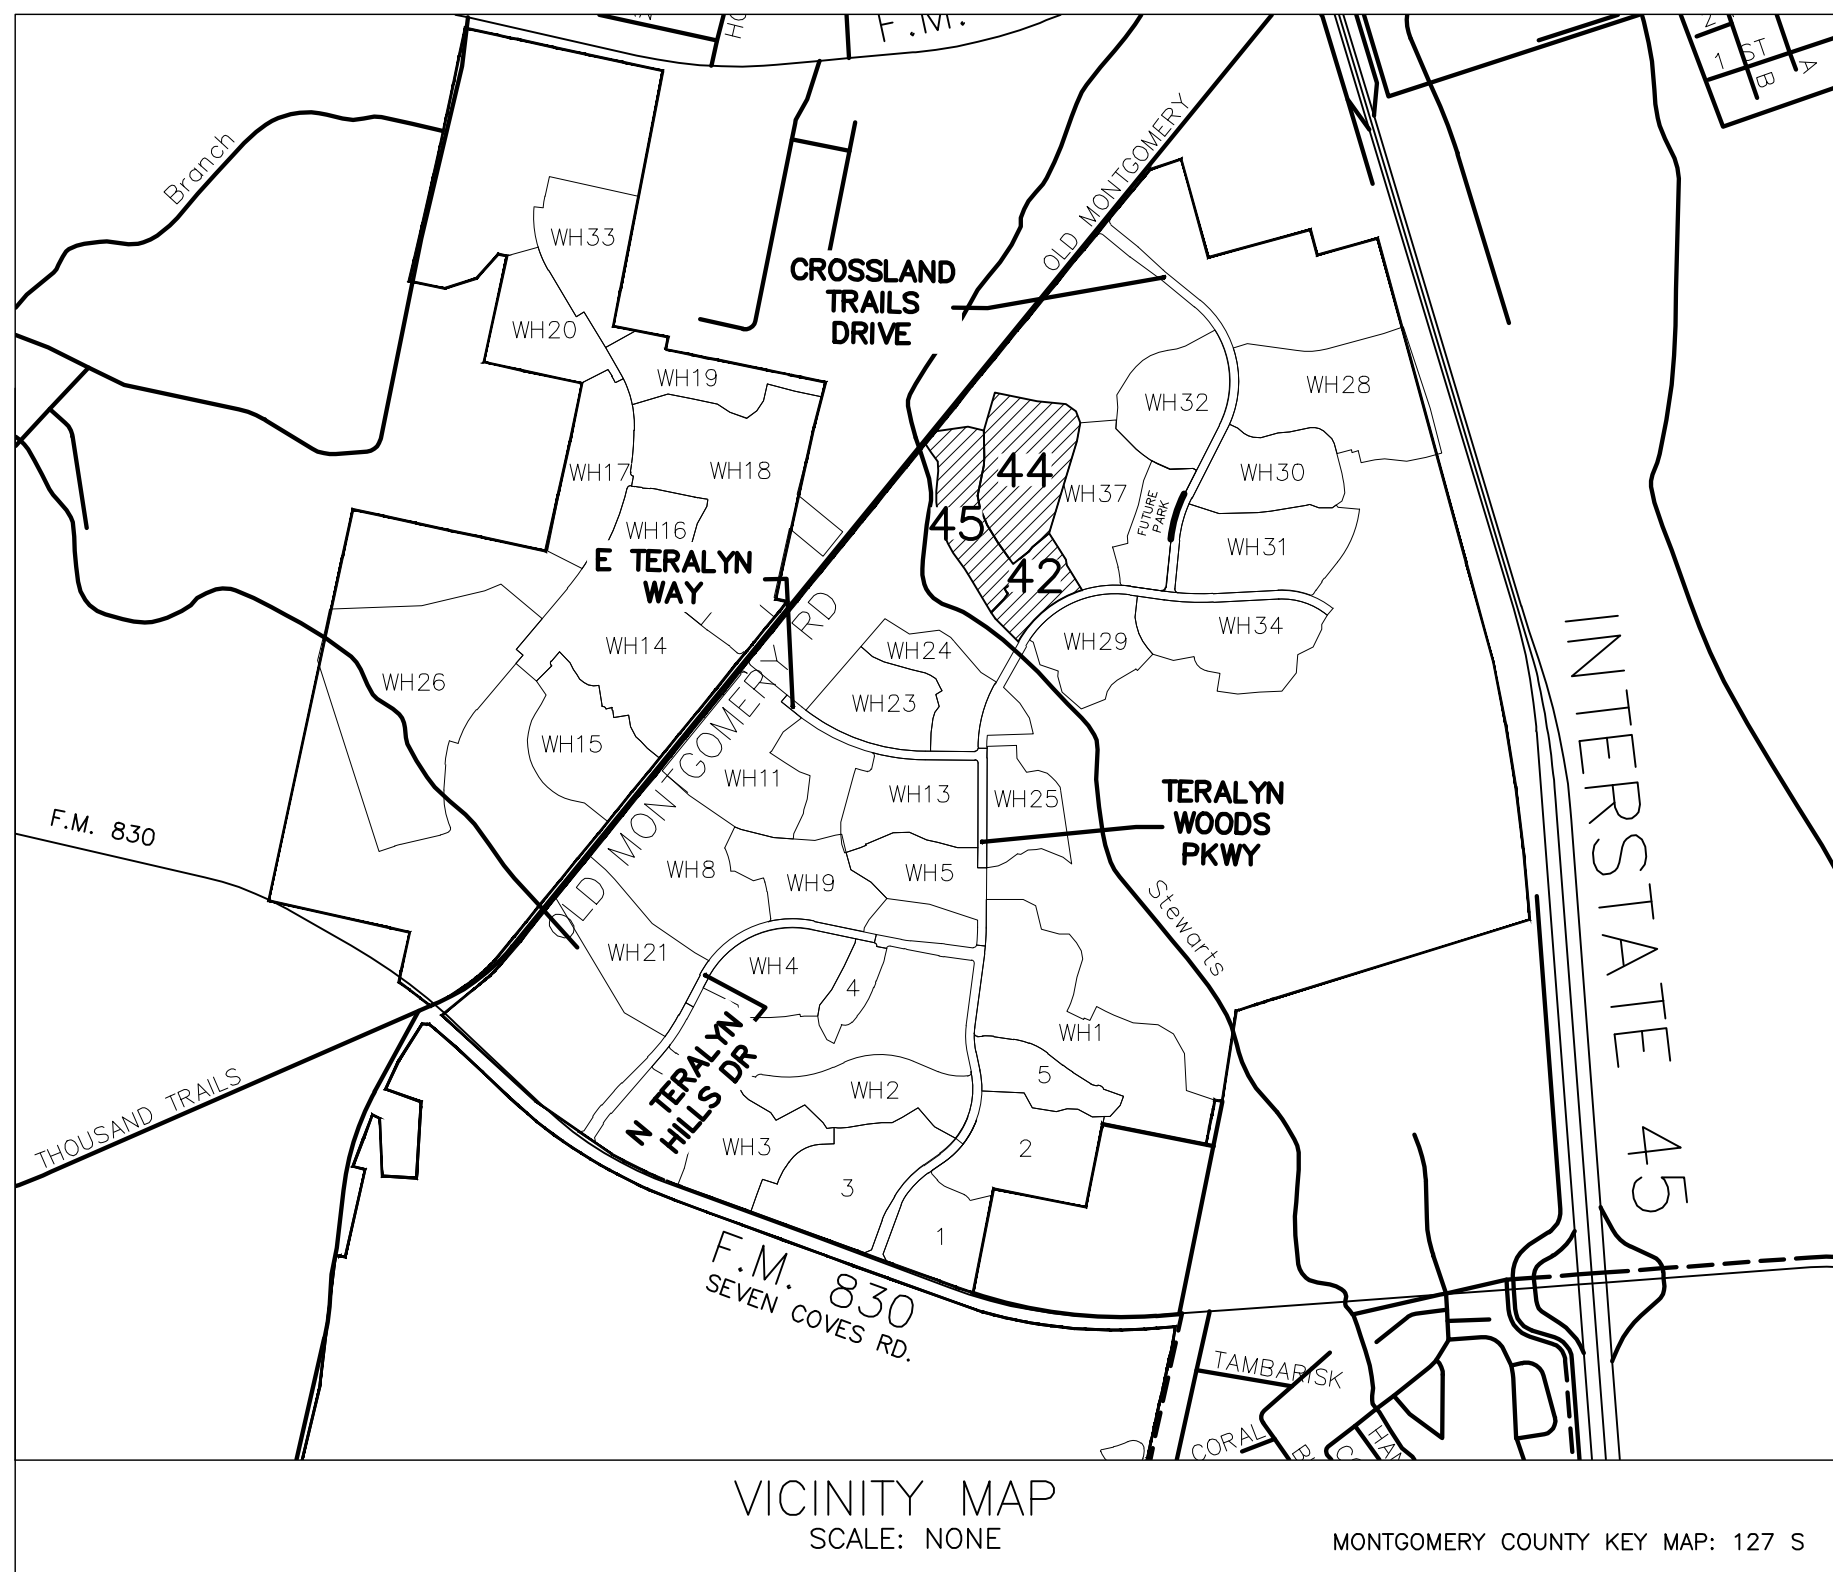 F.M.
1 ST
B
A
Branch
OLD MONTGOMERY
WH33
CROSSLAND
TRAILS
DRIVE
WH20
WH19
WH32
WH28
WH17
WH18
44
WH37
WH30
FUTURE
PARK
WH16
45
WH31
E TERALYN
WAY
42
OLD MONTGOMERY RD
WH14
WH24
WH29
WH34
WH26
WH23
WH15
INTERSTATE 45
WH11
WH13
WH25
TERALYN
WOODS
PKWY
F.M. 830
WH8
WH9
WH5
Stewarts
WH21
WH4
4
WH1
N TERALYN
HILLS DR
5
WH2
THOUSAND TRAILS
WH3
2
3
1
F.M. 830
SEVEN COVES RD.
TAMBARISK
CORAL
VICINITY MAP
SCALE: NONE
MONTGOMERY COUNTY KEY MAP: 127 S